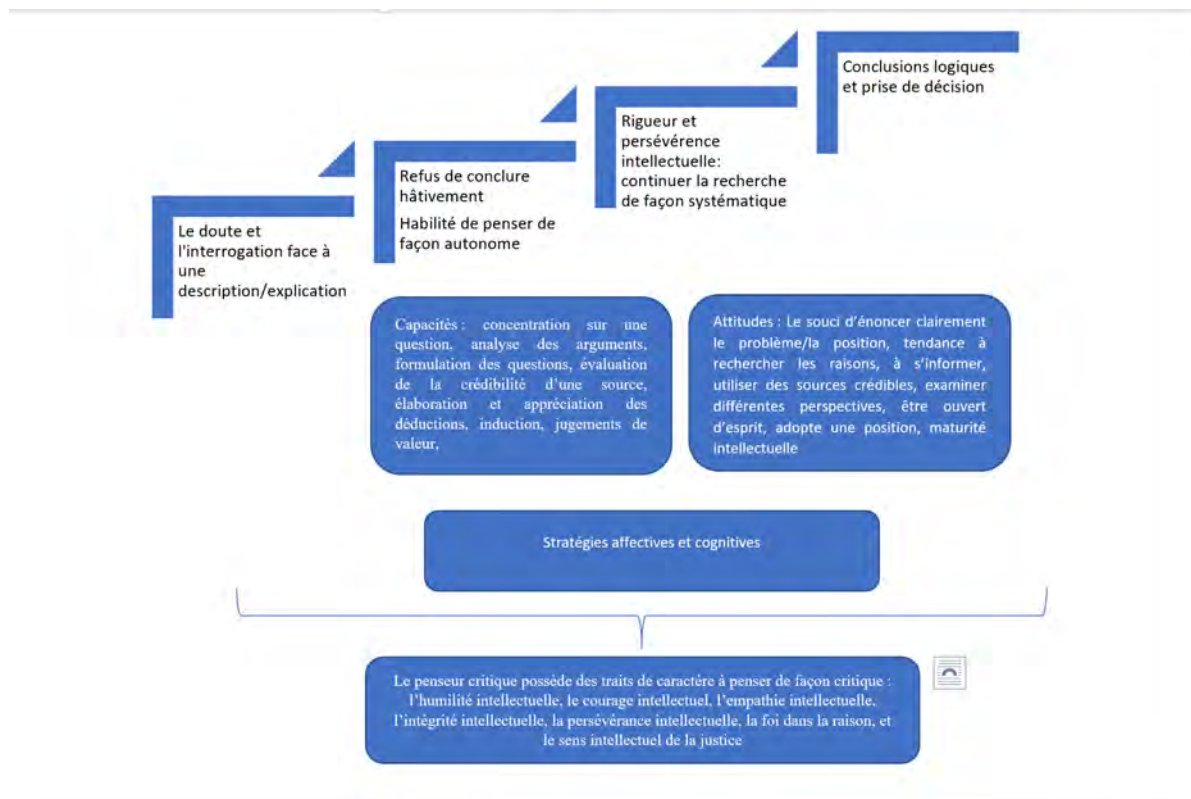 Le doute et
l'interrogation face à
une
description/explication
Refus de conclure
hâtivement
Habilité de penser de
façon autonome
Rigueur et
persévérence
intellectuelle:
continuer la recherche
de façon systématique
Conclusions logiques
et prise de décision
Capacités : concentration sur une
question, analyse des arguments,
formulation des questions, évaluation
de la crédibilité d'une source,
élaboration et appréciation des
déductions, induction, jugements de
valeur,
Attitudes : Le souci d'énoncer clairement
le problème/la position, tendance à
rechercher les raisons, à s'informer,
utiliser des sources crédibles, examiner
différentes perspectives, être ouvert
d'esprit, adopte une position, maturité
intellectuelle
Stratégies affectives et cognitives
Le penseur critique possède des traits de caractère à penser de façon critique :
l'humilité intellectuelle, le courage intellectuel, l'empathie intellectuelle,
l'intégrité intellectuelle, la persévérance intellectuelle, la foi dans la raison, et
le sens intellectuel de la justice